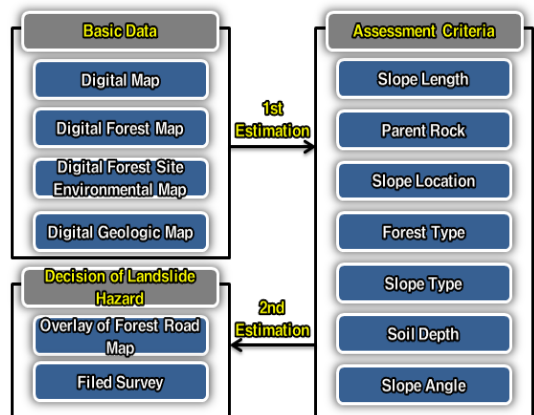 Basic Data
Digital Map
Digital Forest Map
Digital Forest Site
Environmental Map
Digital Geologic Map
1st
Estimation
Assessment Criteria
Slope Length
Parent Rock
Slope Location
Forest Type
Slope Type
Soil Depth
Slope Angle
2nd
Estimation
Decision of Landslide
Hazard
Overlay of Forest Road
Map
Filed Survey